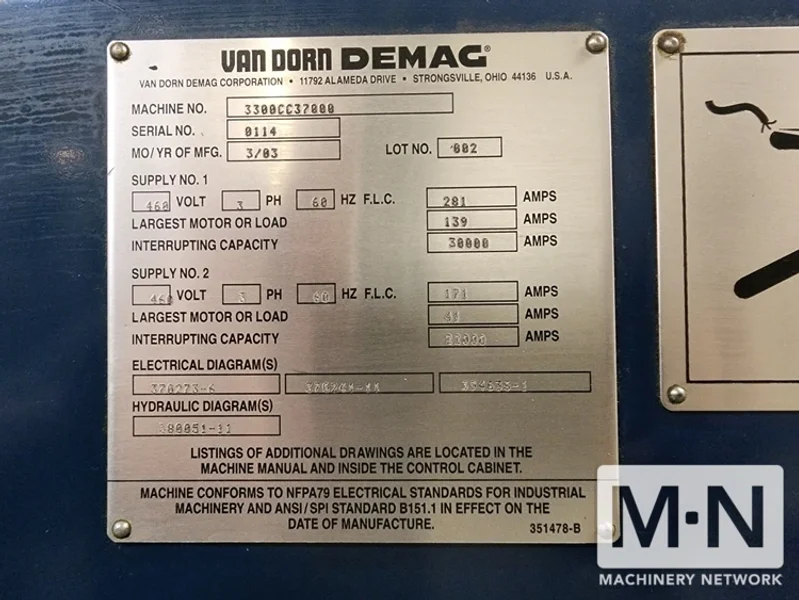 VAN DORN DEMAG®
VAN DORN DEMAG CORPORATION • 11792 ALAMEDA DRIVE • STRONGSVILLE, OHIO 44136 U.S.A.
MACHINE NO. 3300CC37000
SERIAL NO. 0114
MO/YR OF MFG. 3/03 LOT NO. 002
SUPPLY NO. 1
460 VOLT 3 PH 60 HZ F.L.C. 281 AMPS
LARGEST MOTOR OR LOAD 139 AMPS
INTERRUPTING CAPACITY 30000 AMPS
SUPPLY NO. 2
460 VOLT 3 PH 60 HZ F.L.C. 171 AMPS
LARGEST MOTOR OR LOAD AMPS
INTERRUPTING CAPACITY AMPS
ELECTRICAL DIAGRAM(S)
HYDRAULIC DIAGRAM(S)
380051-11
LISTINGS OF ADDITIONAL DRAWINGS ARE LOCATED IN THE
MACHINE MANUAL AND INSIDE THE CONTROL CABINET.
MACHINE CONFORMS TO NFPA79 ELECTRICAL STANDARDS FOR INDUSTRIAL
MACHINERY AND ANSI/SPI STANDARD B151.1 IN EFFECT ON THE
DATE OF MANUFACTURE.
351478-B
M·N
MACHINERY NETWORK